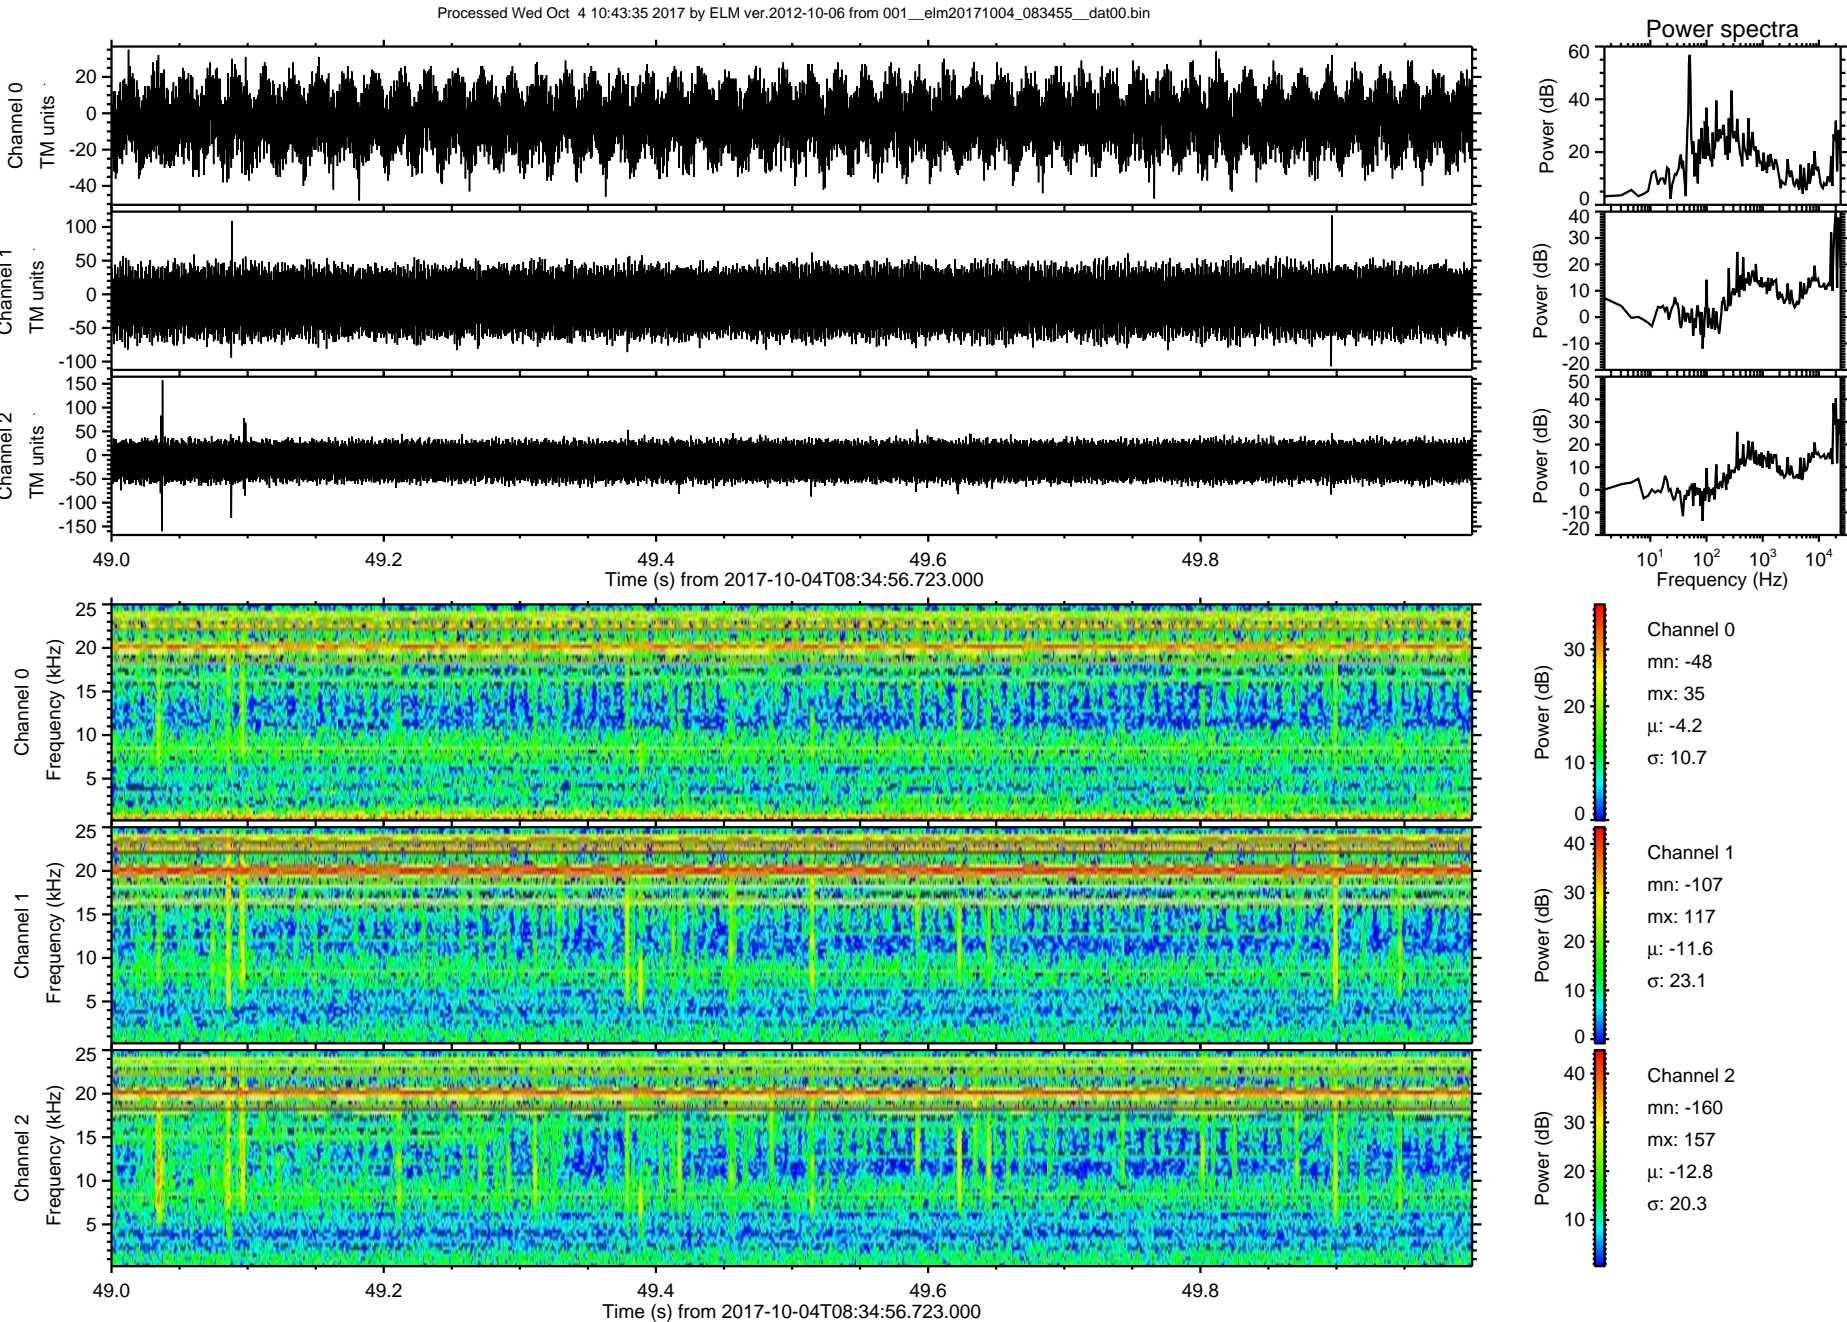 Processed Wed Oct  4 10:43:35 2017 by ELM ver.2012-10-06 from 001__elm20171004_083455__dat00.bin
Power spectra
Channel 0
TM units
20
0
-20
-40
Power (dB)
60
40
20
0
Channel 1
TM units
100
50
0
-50
-100
Power (dB)
40
30
20
10
0
-10
-20
Channel 2
TM units
150
100
50
0
-50
-100
-150
Power (dB)
50
40
30
20
10
0
-10
-20
49.0 49.2 49.4 49.6 49.8
Time (s) from 2017-10-04T08:34:56.723.000
10^1 10^2 10^3 10^4
Frequency (Hz)
Channel 0
Frequency (kHz)
25
20
15
10
5
Power (dB)
30
20
10
0
Channel 0
mn: -48
mx: 35
μ: -4.2
σ: 10.7
Channel 1
Frequency (kHz)
25
20
15
10
5
Power (dB)
40
30
20
10
0
Channel 1
mn: -107
mx: 117
μ: -11.6
σ: 23.1
Channel 2
Frequency (kHz)
25
20
15
10
5
Power (dB)
40
30
20
10
Channel 2
mn: -160
mx: 157
μ: -12.8
σ: 20.3
49.0 49.2 49.4 49.6 49.8
Time (s) from 2017-10-04T08:34:56.723.000